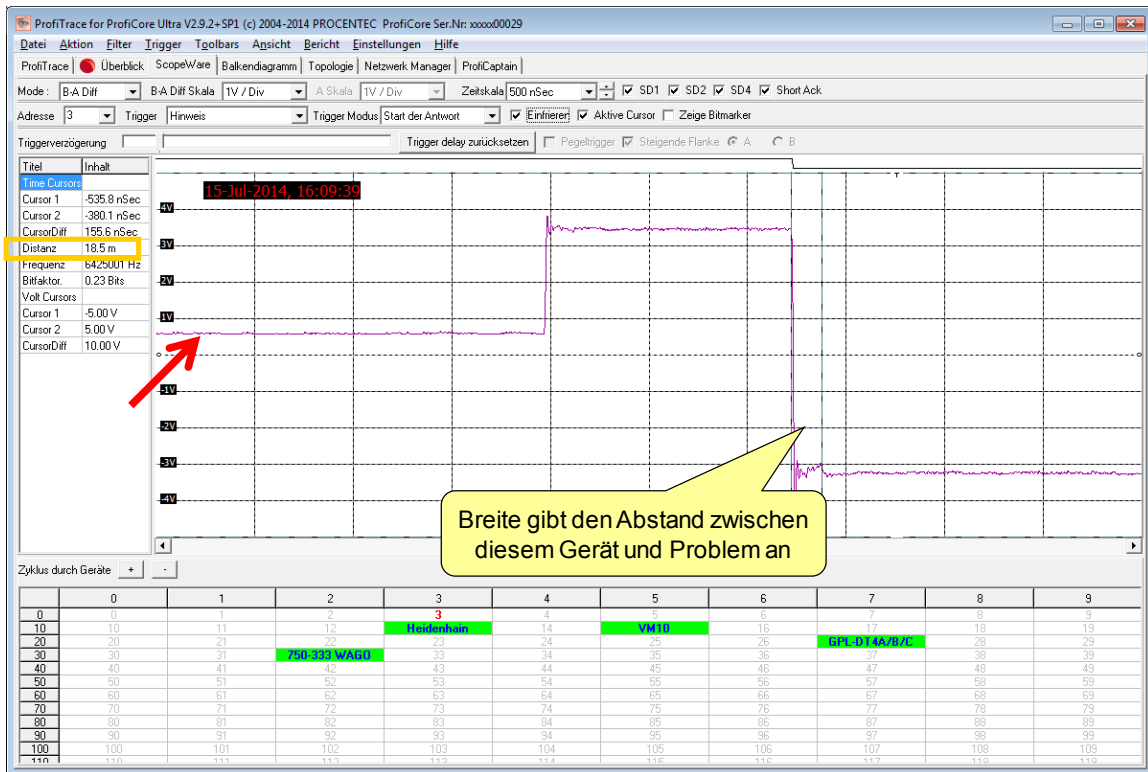 ProfiTrace for ProfiCore Ultra V2.9.2+SP1 (c) 2004-2014 PROCENTEC ProfiCore Ser.Nr: xxxxx00029
Datei Aktion Filter Trigger Toolbars Ansicht Bericht Einstellungen Hilfe
ProfiTrace Überblick ScopeWare Balkendiagramm Topologie Netzwerk Manager ProfiCaptain
Mode: B-A Diff B-A Diff Skala 1V / Div A Skala 1V / Div Zeitskala 500 nSec SD1 SD2 SD4 Short Ack
Adresse 3 Trigger Hinweis Trigger Modus Start der Antwort Einfrieren Aktive Cursor Zeige Bitmarker
Triggerverzögerung Trigger delay zurücksetzen Pegeltrigger Steigende Flanke A B
Titel Inhalt
Time Cursors
Cursor 1 -535.8 nSec
Cursor 2 -380.1 nSec
CursorDiff 155.6 nSec
Distanz 18.5 m
Frequenz 6425001 Hz
Bitfaktor. 0.23 Bits
Volt Cursors
Cursor 1 -5.00 V
Cursor 2 5.00 V
CursorDiff 10.00 V
15-Jul-2014, 16:09:39
T
4V
3V
2V
1V
-1V
-2V
-3V
-4V
Breite gibt den Abstand zwischen
diesem Gerät und Problem an
Zyklus durch Geräte + -
0 1 2 3 4 5 6 7 8 9
0 0 1 2 3 4 5 6 7 8 9
10 10 11 12 Heidenhain 14 VM10 16 17 18 19
20 20 21 22 23 24 25 26 GPL-DT4A/B/C 28 29
30 30 31 750-333 WAGO 33 34 35 36 37 38 39
40 40 41 42 43 44 45 46 47 48 49
50 50 51 52 53 54 55 56 57 58 59
60 60 61 62 63 64 65 66 67 68 69
70 70 71 72 73 74 75 76 77 78 79
80 80 81 82 83 84 85 86 87 88 89
90 90 91 92 93 94 95 96 97 98 99
100 100 101 102 103 104 105 106 107 108 109
110 110 111 112 113 114 115 116 117 118 119